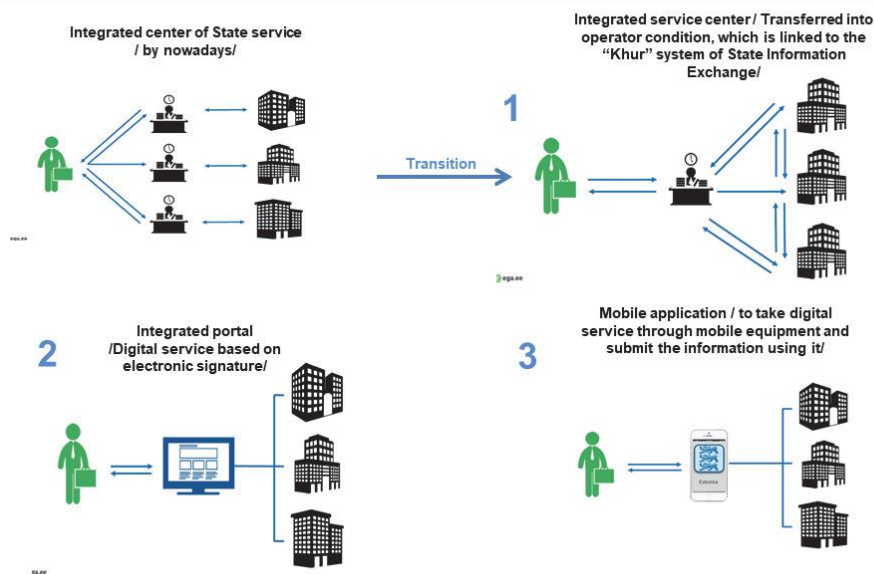 Integrated center of State service
/ by nowadays/
ega.ee
Transition
Integrated service center / Transferred into
operator condition, which is linked to the
“Khur” system of State Information
Exchange/
1
ega.ee
2
Integrated portal
/Digital service based on
electronic signature/
ga.ee
3
Mobile application / to take digital
service through mobile equipment and
submit the information using it/
Estonia